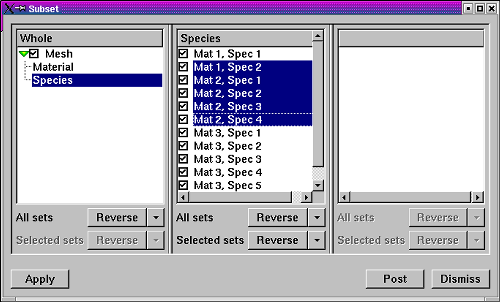 Subset
Whole
Mesh
Material
Species
Species
Mat 1, Spec 1
Mat 1, Spec 2
Mat 2, Spec 1
Mat 2, Spec 2
Mat 2, Spec 3
Mat 2, Spec 4
Mat 3, Spec 1
Mat 3, Spec 2
Mat 3, Spec 3
Mat 3, Spec 4
Mat 3, Spec 5
All sets Reverse
Selected sets Reverse
All sets Reverse
Selected sets Reverse
All sets Reverse
Selected sets Reverse
Apply Post Dismiss